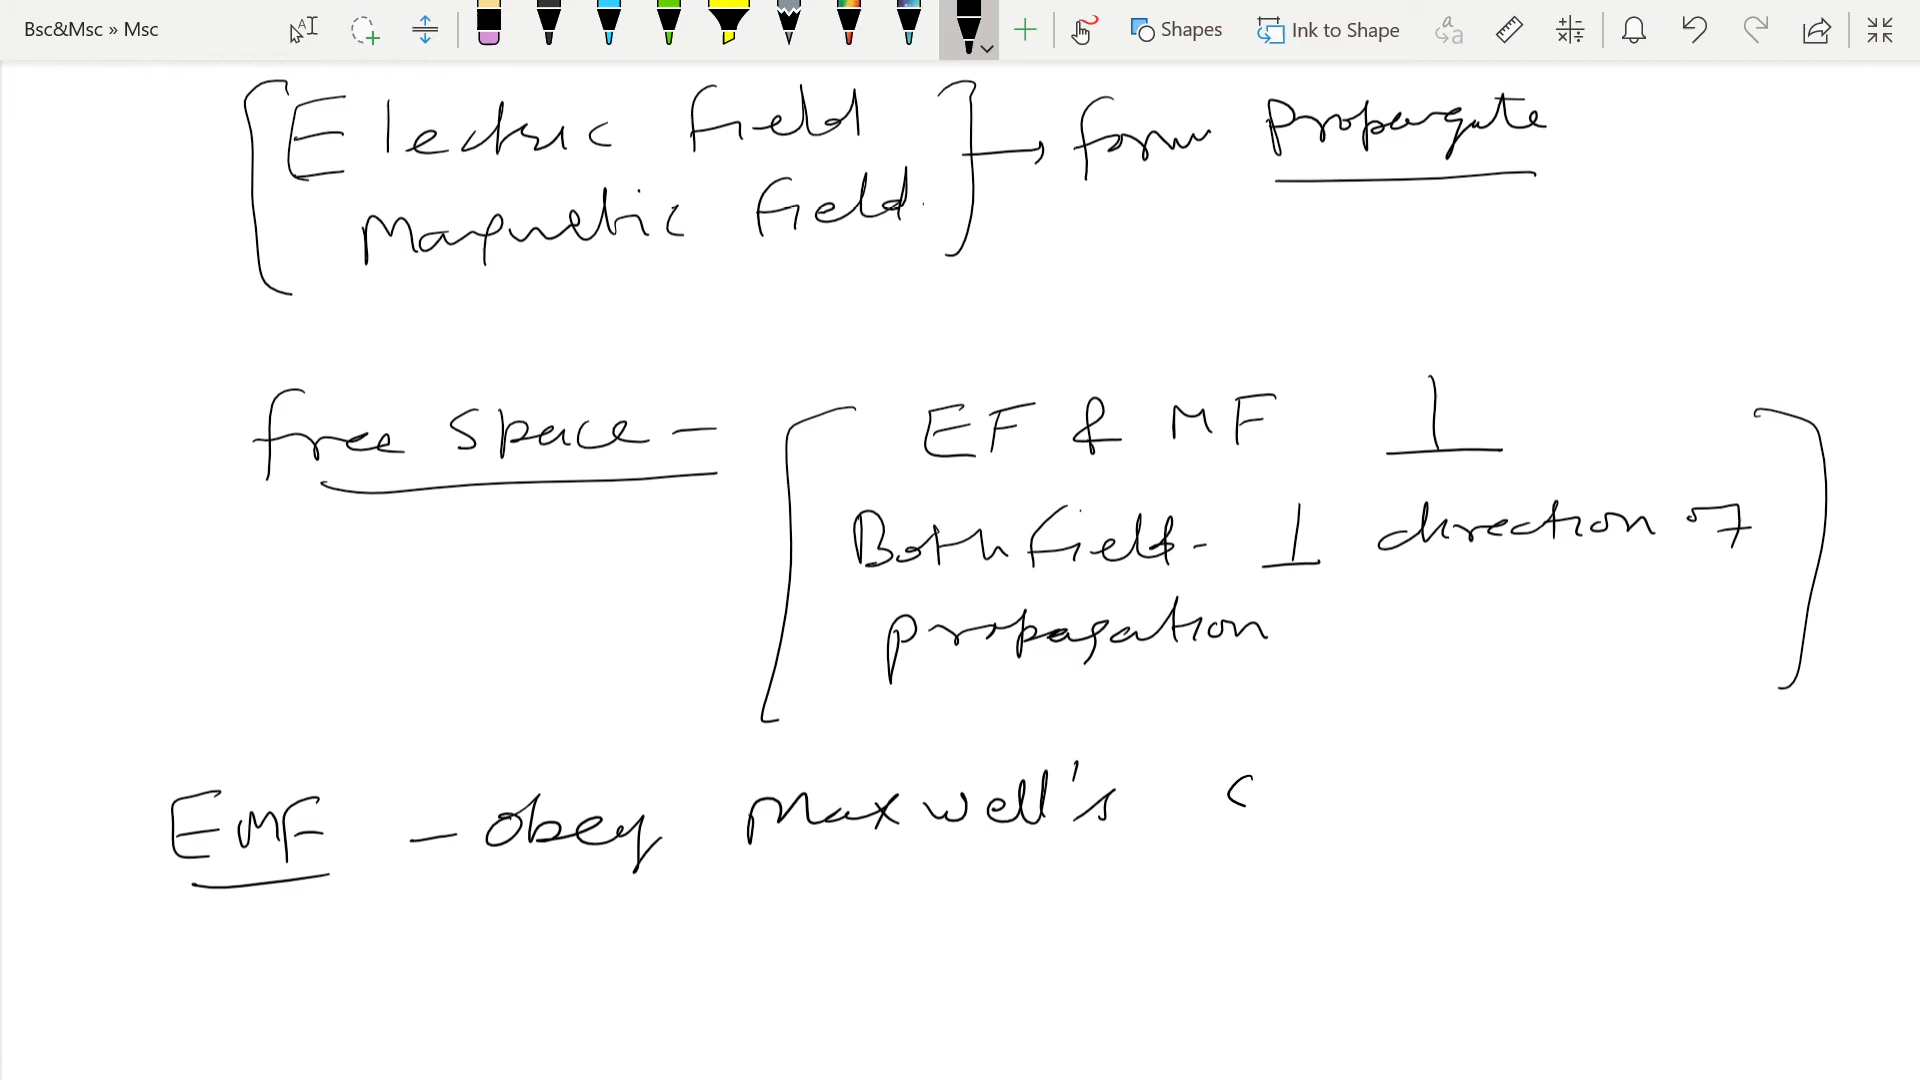 Bsc&Msc » Msc
Shapes
Ink to Shape
Electric field
Magnetic field.
→ form Propagate
free space -
EF & MF ⊥
Both field - ⊥ direction of
propagation
EMF - obey Maxwell's